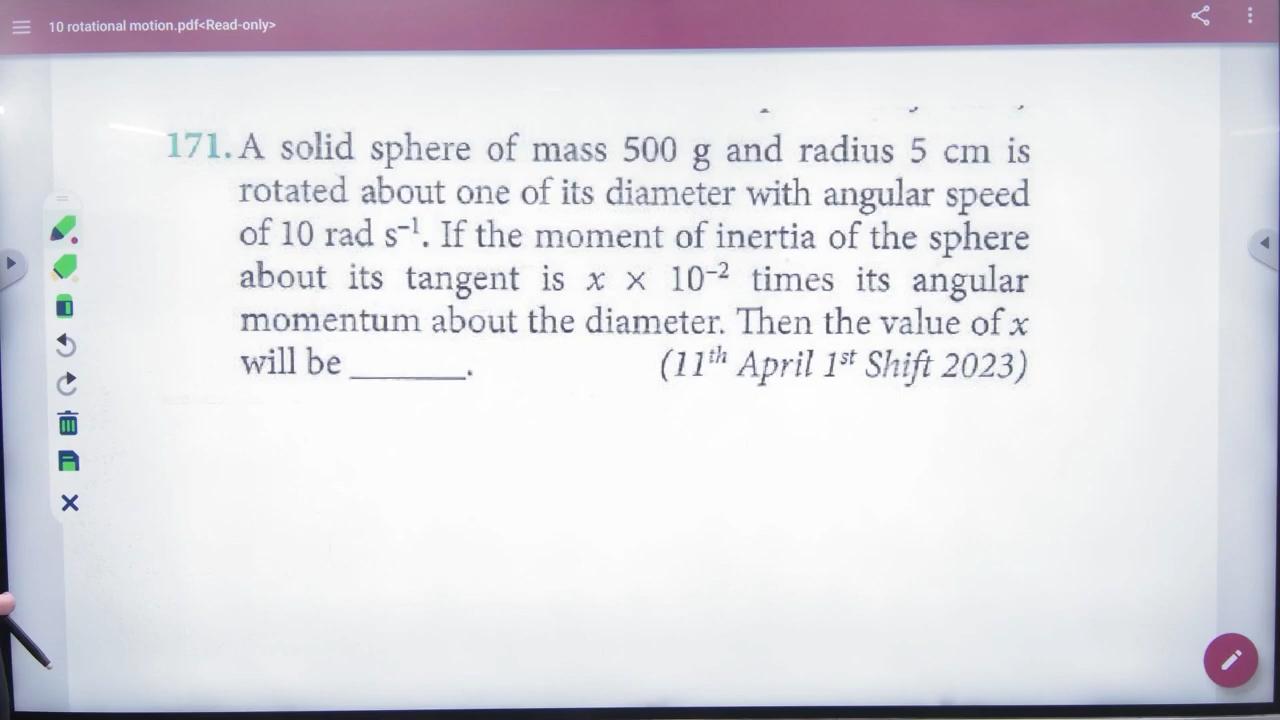 10 rotational motion.pdf<Read-only>
171. A solid sphere of mass 500 g and radius 5 cm is
rotated about one of its diameter with angular speed
of 10 rad s⁻¹. If the moment of inertia of the sphere
about its tangent is x × 10⁻² times its angular
momentum about the diameter. Then the value of x
will be _______. (11ᵗʰ April 1ˢᵗ Shift 2023)